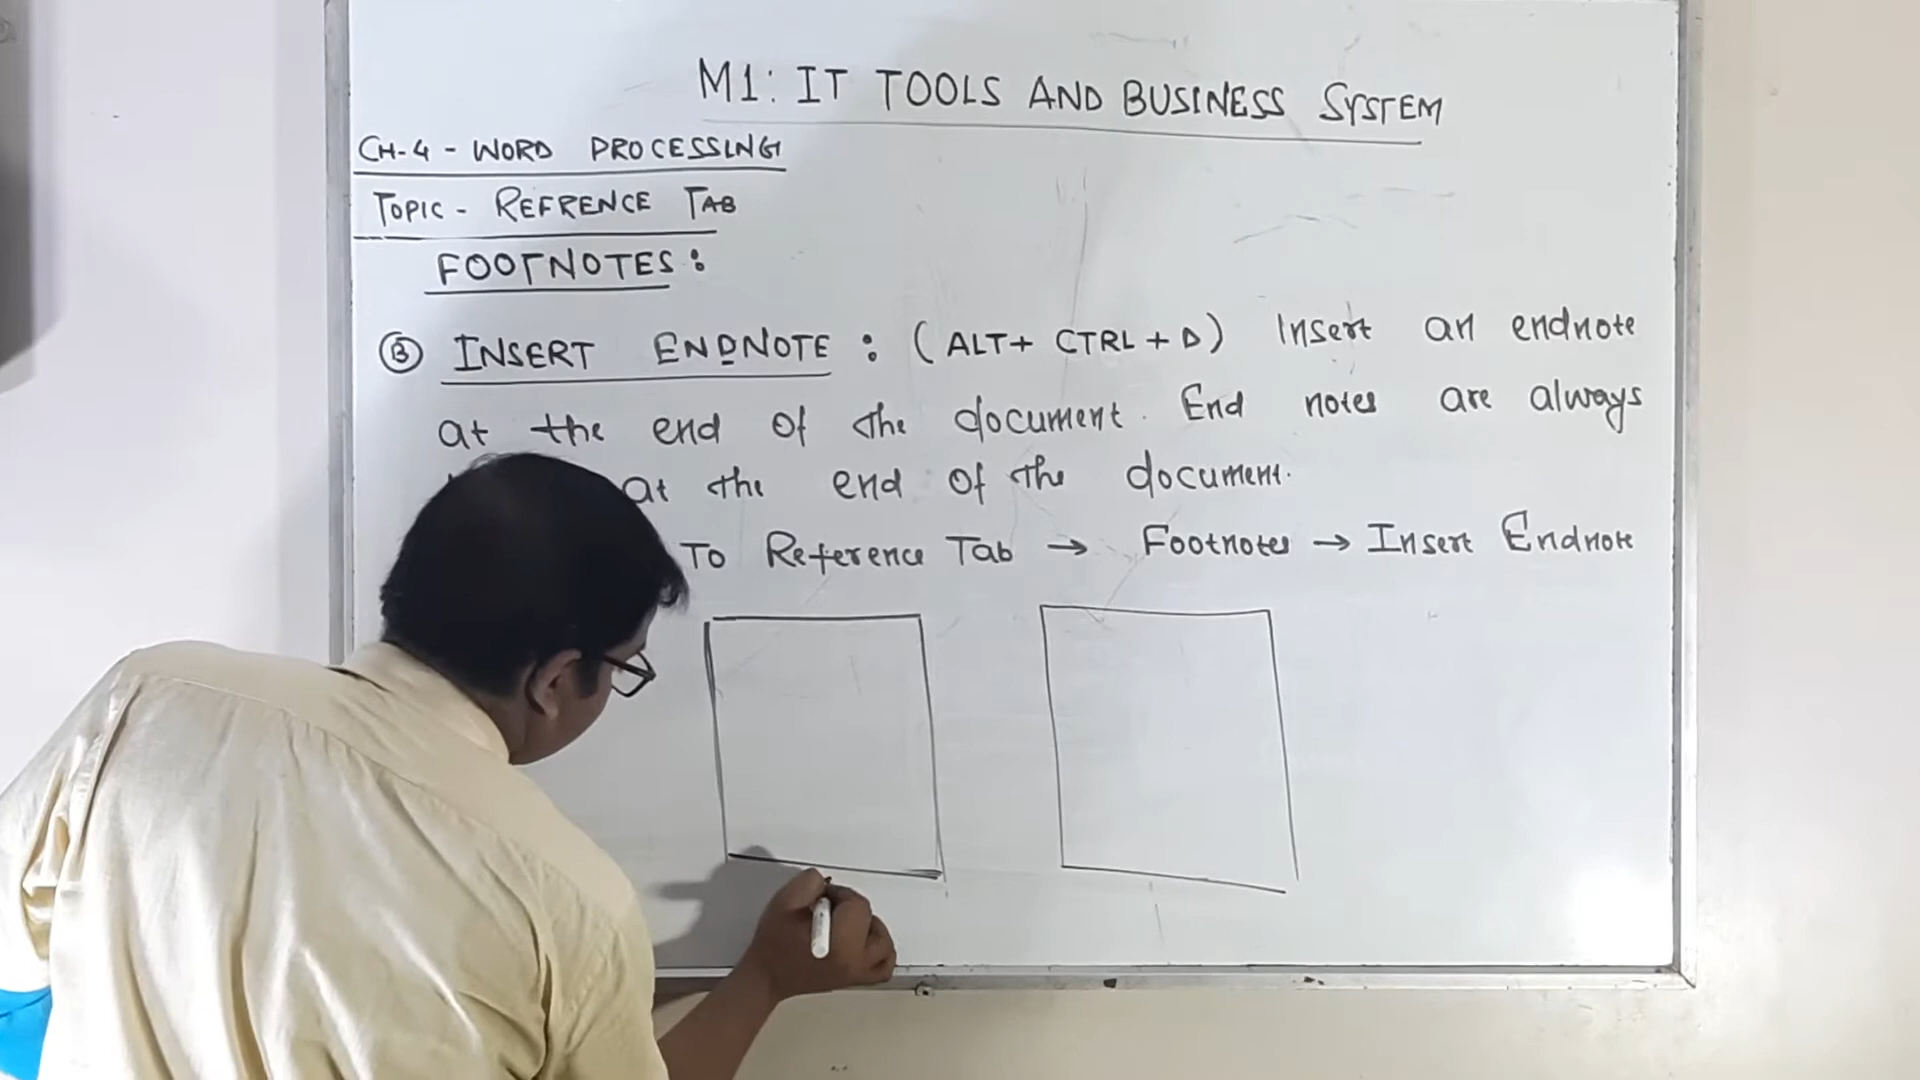 M1: IT TOOLS AND BUSINESS SYSTEM
CH-4 - WORD PROCESSING
TOPIC - REFRENCE TAB
FOOTNOTES:
B INSERT ENDNOTE : (ALT+ CTRL + D) Insert an endnote
at the end of the document. End notes are always
at the end of the document.
To Reference Tab → Footnotes → Insert Endnote